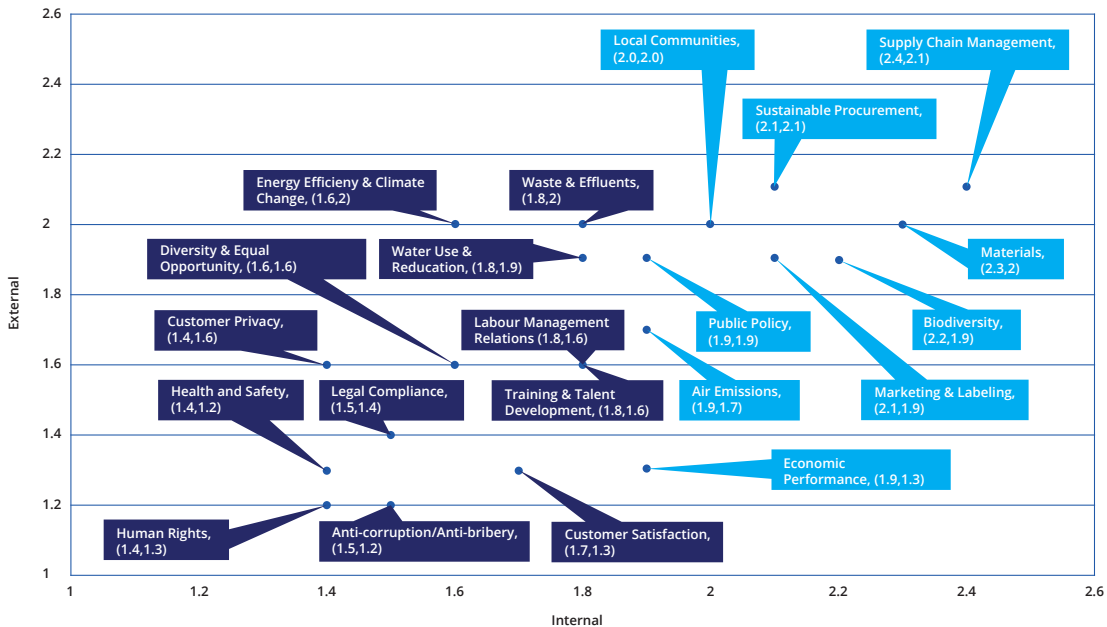 2.6
2.4
2.2
2
1.8
1.6
1.4
1.2
1
External
Local Communities,
(2.0,2.0)
Supply Chain Management,
(2.4,2.1)
Sustainable Procurement,
(2.1,2.1)
Energy Efficieny & Climate
Change, (1.6,2)
Waste & Effluents,
(1.8,2)
Diversity & Equal
Opportunity, (1.6,1.6)
Water Use &
Reducation, (1.8,1.9)
Materials,
(2.3,2)
Customer Privacy,
(1.4,1.6)
Labour Management
Relations (1.8,1.6)
Public Policy,
(1.9,1.9)
Biodiversity,
(2.2,1.9)
Health and Safety,
(1.4,1.2)
Legal Compliance,
(1.5,1.4)
Training & Talent
Development, (1.8,1.6)
Air Emissions,
(1.9,1.7)
Marketing & Labeling,
(2.1,1.9)
Economic
Performance, (1.9,1.3)
Human Rights,
(1.4,1.3)
Anti-corruption/Anti-bribery,
(1.5,1.2)
Customer Satisfaction,
(1.7,1.3)
1
1.2
1.4
1.6
1.8
2
2.2
2.4
2.6
Internal